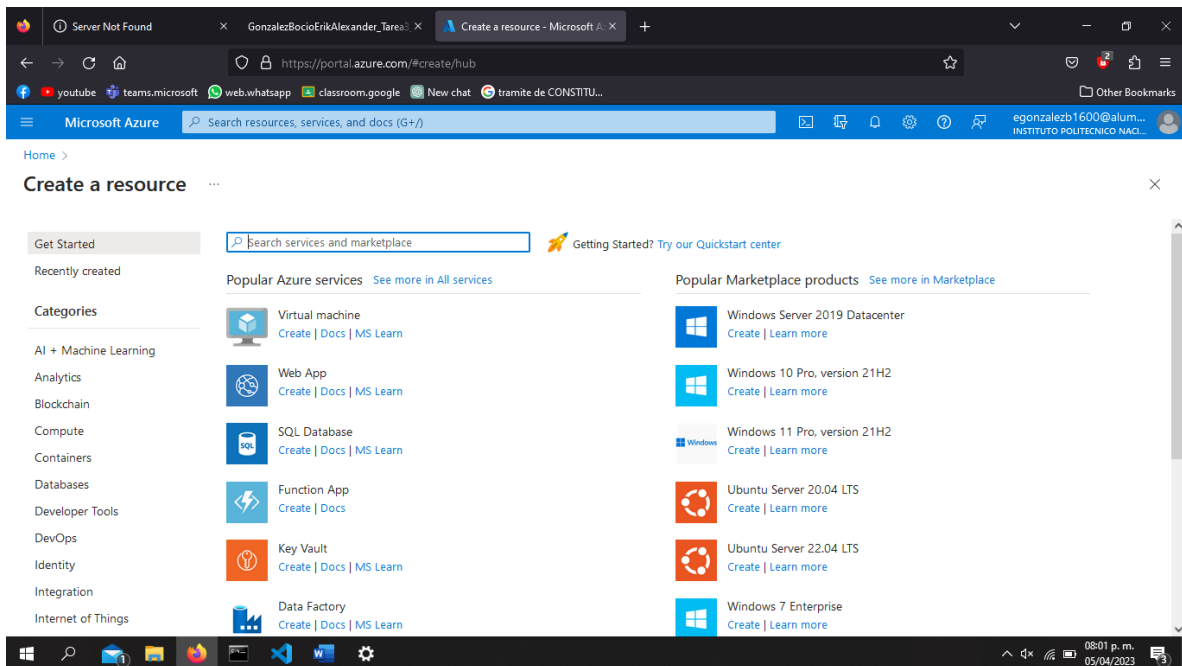 Server Not Found
GonzalezBocioErikAlexander_Tarea3
Create a resource - Microsoft A
https://portal.azure.com/#create/hub
2
youtube
teams.microsoft
web.whatsapp
classroom.google
New chat
tramite de CONSTITU...
Other Bookmarks
Microsoft Azure
Search resources, services, and docs (G+/)
egonzalezb1600@alum...
INSTITUTO POLITECNICO NACI...
Home >
Create a resource ...
Get Started
Recently created
Categories
AI + Machine Learning
Analytics
Blockchain
Compute
Containers
Databases
Developer Tools
DevOps
Identity
Integration
Internet of Things
Search services and marketplace
Getting Started? Try our Quickstart center
Popular Azure services See more in All services
Virtual machine
Create | Docs | MS Learn
Web App
Create | Docs | MS Learn
SQL
SQL Database
Create | Docs | MS Learn
Function App
Create | Docs
Key Vault
Create | Docs | MS Learn
Data Factory
Create | Docs | MS Learn
Popular Marketplace products See more in Marketplace
Windows Server 2019 Datacenter
Create | Learn more
Windows 10 Pro, version 21H2
Create | Learn more
Windows
Windows 11 Pro, version 21H2
Create | Learn more
Ubuntu Server 20.04 LTS
Create | Learn more
Ubuntu Server 22.04 LTS
Create | Learn more
Windows 7 Enterprise
Create | Learn more
1
08:01 p. m.
05/04/2023
3